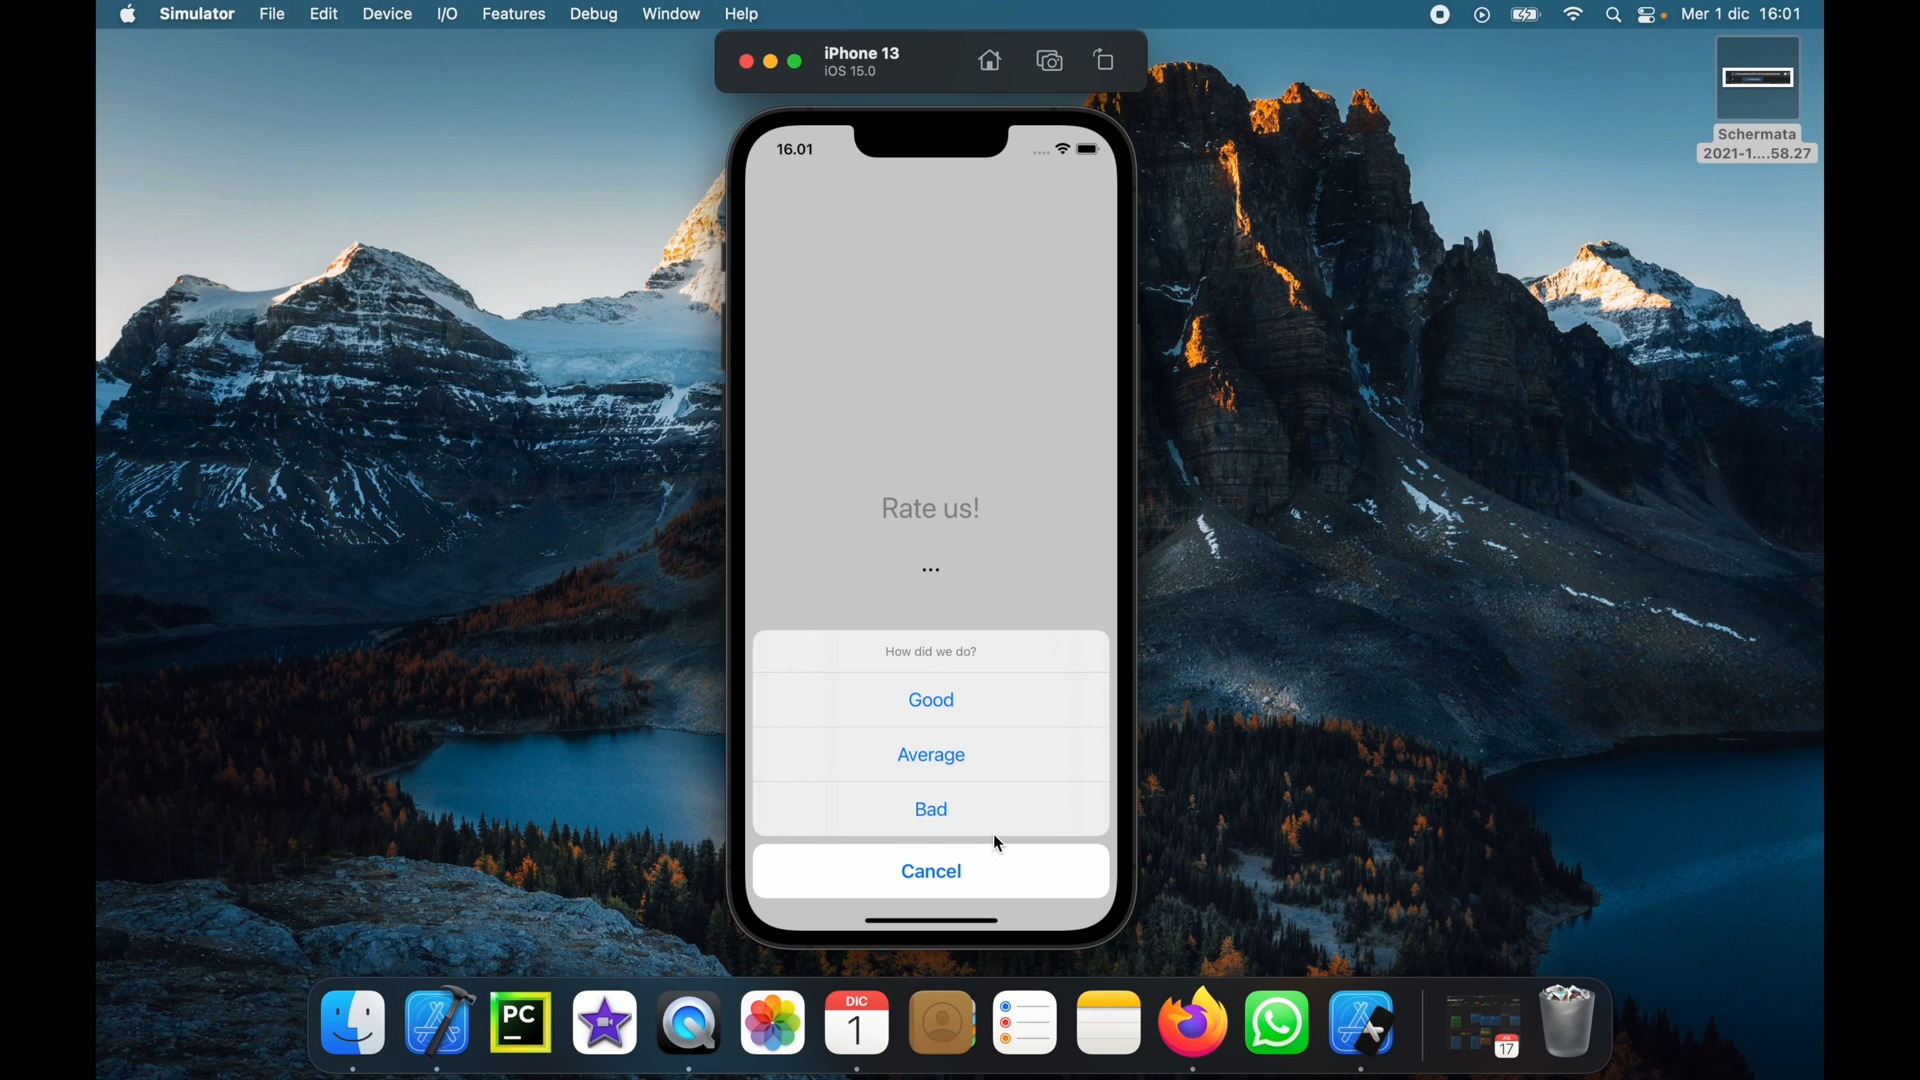 Simulator File Edit Device I/O Features Debug Window Help
Mer 1 dic 16:01
iPhone 13
iOS 15.0
Schermata
2021-1....58.27
16.01
Rate us!
...
How did we do?
Good
Average
Bad
Cancel
PC
DIC
1
17